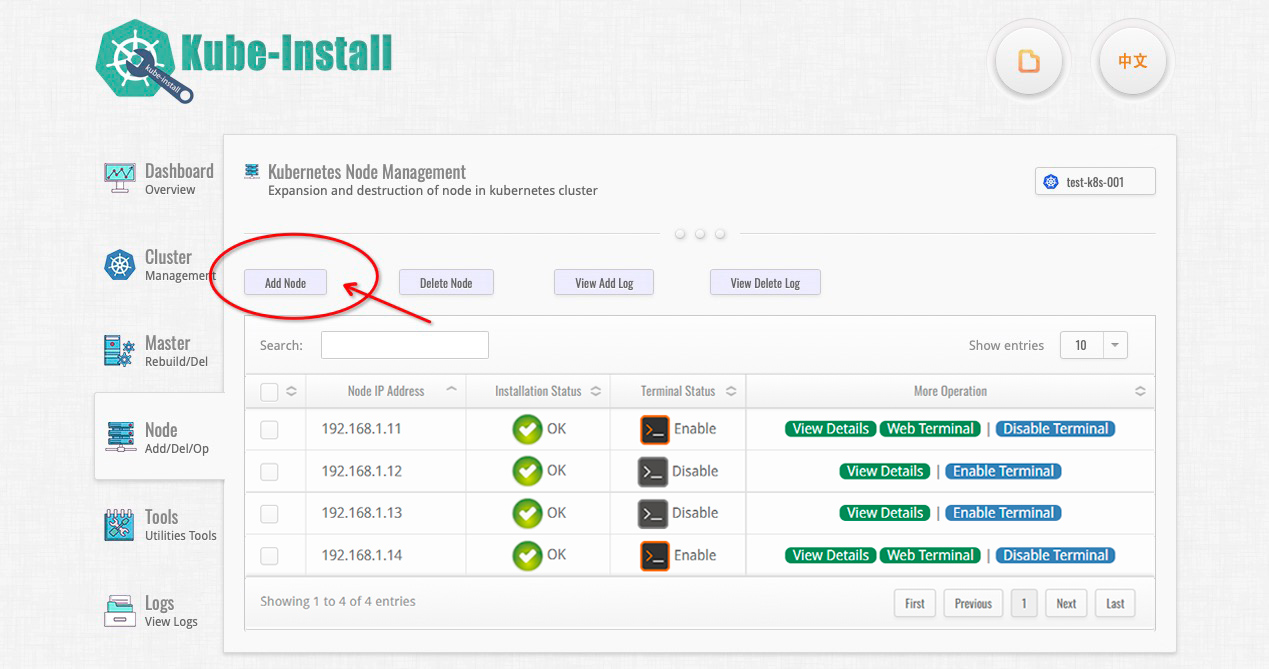 Kube-Install
kube-install
中文
Dashboard
Overview
Cluster
Management
Master
Rebuild/Del
Node
Add/Del/Op
Tools
Utilities Tools
Logs
View Logs
Kubernetes Node Management
Expansion and destruction of node in kubernetes cluster
test-k8s-001
Add Node Delete Node View Add Log View Delete Log
Search: Show entries 10
Node IP Address Installation Status Terminal Status More Operation
192.168.1.11 OK Enable View Details Web Terminal | Disable Terminal
192.168.1.12 OK Disable View Details | Enable Terminal
192.168.1.13 OK Disable View Details | Enable Terminal
192.168.1.14 OK Enable View Details Web Terminal | Disable Terminal
Showing 1 to 4 of 4 entries First Previous 1 Next Last